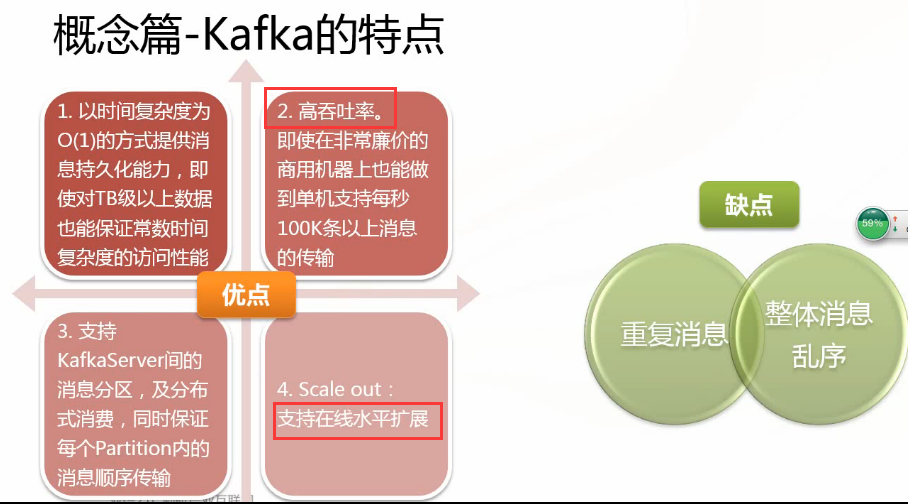 概念篇-Kafka的特点
1. 以时间复杂度为
O(1)的方式提供消
息持久化能力，即
使对TB级以上数据
也能保证常数时间
复杂度的访问性能
2. 高吞吐率。
即使在非常廉价的
商用机器上也能做
到单机支持每秒
100K条以上消息
的传输
优点
3. 支持
KafkaServer间的
消息分区，及分布
式消费，同时保证
每个Partition内的
消息顺序传输
4. Scale out：
支持在线水平扩展
缺点
59%
重复消息
整体消息
乱序